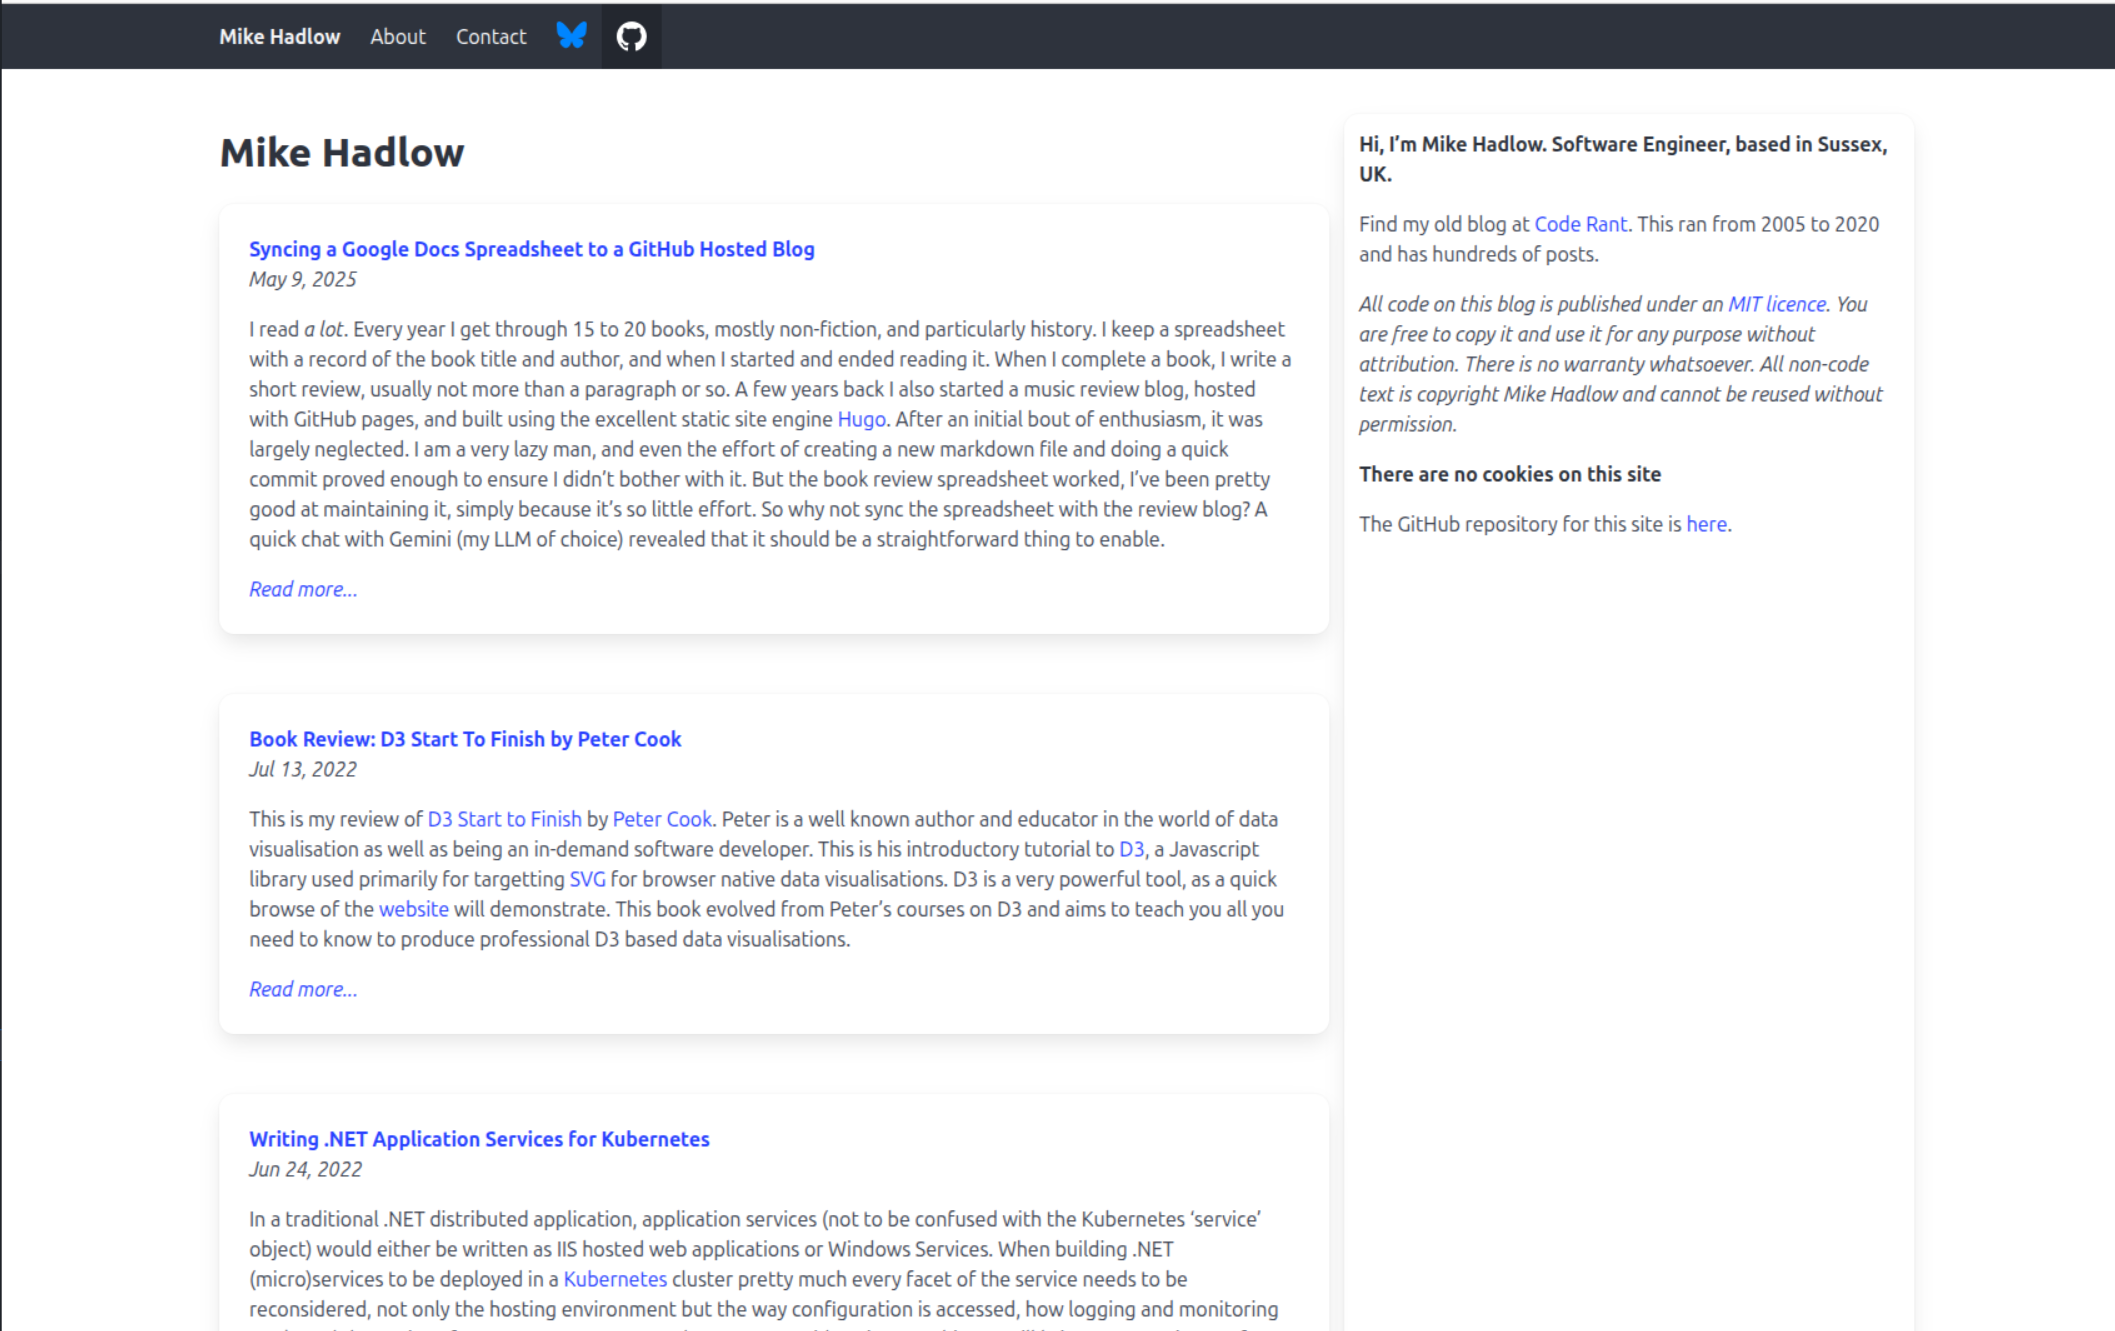 Mike Hadlow About Contact
Mike Hadlow
Syncing a Google Docs Spreadsheet to a GitHub Hosted Blog
May 9, 2025
I read a lot. Every year I get through 15 to 20 books, mostly non-fiction, and particularly history. I keep a spreadsheet
with a record of the book title and author, and when I started and ended reading it. When I complete a book, I write a
short review, usually not more than a paragraph or so. A few years back I also started a music review blog, hosted
with GitHub pages, and built using the excellent static site engine Hugo. After an initial bout of enthusiasm, it was
largely neglected. I am a very lazy man, and even the effort of creating a new markdown file and doing a quick
commit proved enough to ensure I didn’t bother with it. But the book review spreadsheet worked, I’ve been pretty
good at maintaining it, simply because it’s so little effort. So why not sync the spreadsheet with the review blog? A
quick chat with Gemini (my LLM of choice) revealed that it should be a straightforward thing to enable.
Read more...
Book Review: D3 Start To Finish by Peter Cook
Jul 13, 2022
This is my review of D3 Start to Finish by Peter Cook. Peter is a well known author and educator in the world of data
visualisation as well as being an in-demand software developer. This is his introductory tutorial to D3, a Javascript
library used primarily for targetting SVG for browser native data visualisations. D3 is a very powerful tool, as a quick
browse of the website will demonstrate. This book evolved from Peter’s courses on D3 and aims to teach you all you
need to know to produce professional D3 based data visualisations.
Read more...
Writing .NET Application Services for Kubernetes
Jun 24, 2022
In a traditional .NET distributed application, application services (not to be confused with the Kubernetes ‘service’
object) would either be written as IIS hosted web applications or Windows Services. When building .NET
(micro)services to be deployed in a Kubernetes cluster pretty much every facet of the service needs to be
reconsidered, not only the hosting environment but the way configuration is accessed, how logging and monitoring
Hi, I’m Mike Hadlow. Software Engineer, based in Sussex,
UK.
Find my old blog at Code Rant. This ran from 2005 to 2020
and has hundreds of posts.
All code on this blog is published under an MIT licence. You
are free to copy it and use it for any purpose without
attribution. There is no warranty whatsoever. All non-code
text is copyright Mike Hadlow and cannot be reused without
permission.
There are no cookies on this site
The GitHub repository for this site is here.